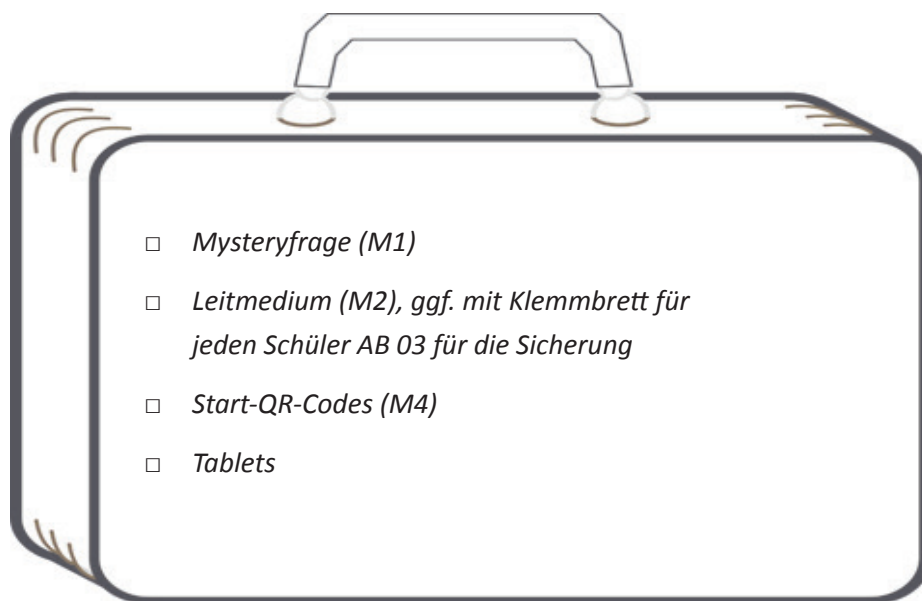 □ Mysteryfrage (M1)
□ Leitmedium (M2), ggf. mit Klemmbrett für
jeden Schüler AB 03 für die Sicherung
□ Start-QR-Codes (M4)
□ Tablets